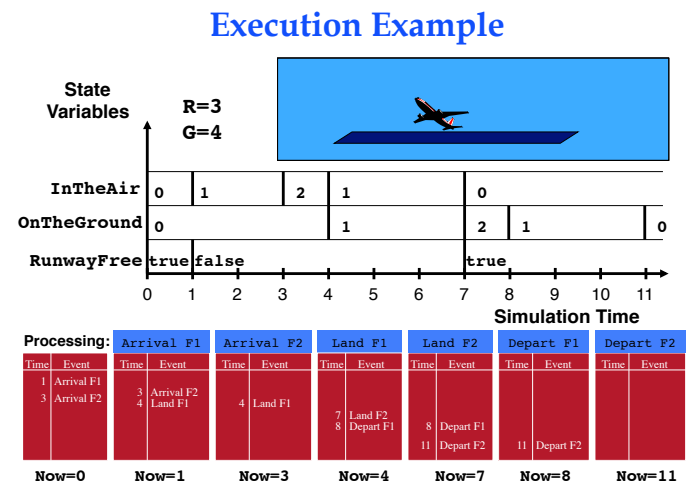 Execution Example
State
Variables
R=3
G=4
InTheAir 0 1 2 1 0
OnTheGround 0 1 2 1 0
RunwayFree true false true
0 1 2 3 4 5 6 7 8 9 10 11
Simulation Time
Processing: Arrival F1 Arrival F2 Land F1 Land F2 Depart F1 Depart F2
Time Event
1 Arrival F1
3 Arrival F2
Now=0
Time Event
3 Arrival F2
4 Land F1
Now=1
Time Event
4 Land F1
Now=3
Time Event
7 Land F2
8 Depart F1
Now=4
Time Event
8 Depart F1
11 Depart F2
Now=7
Time Event
11 Depart F2
Now=8
Time Event
Now=11